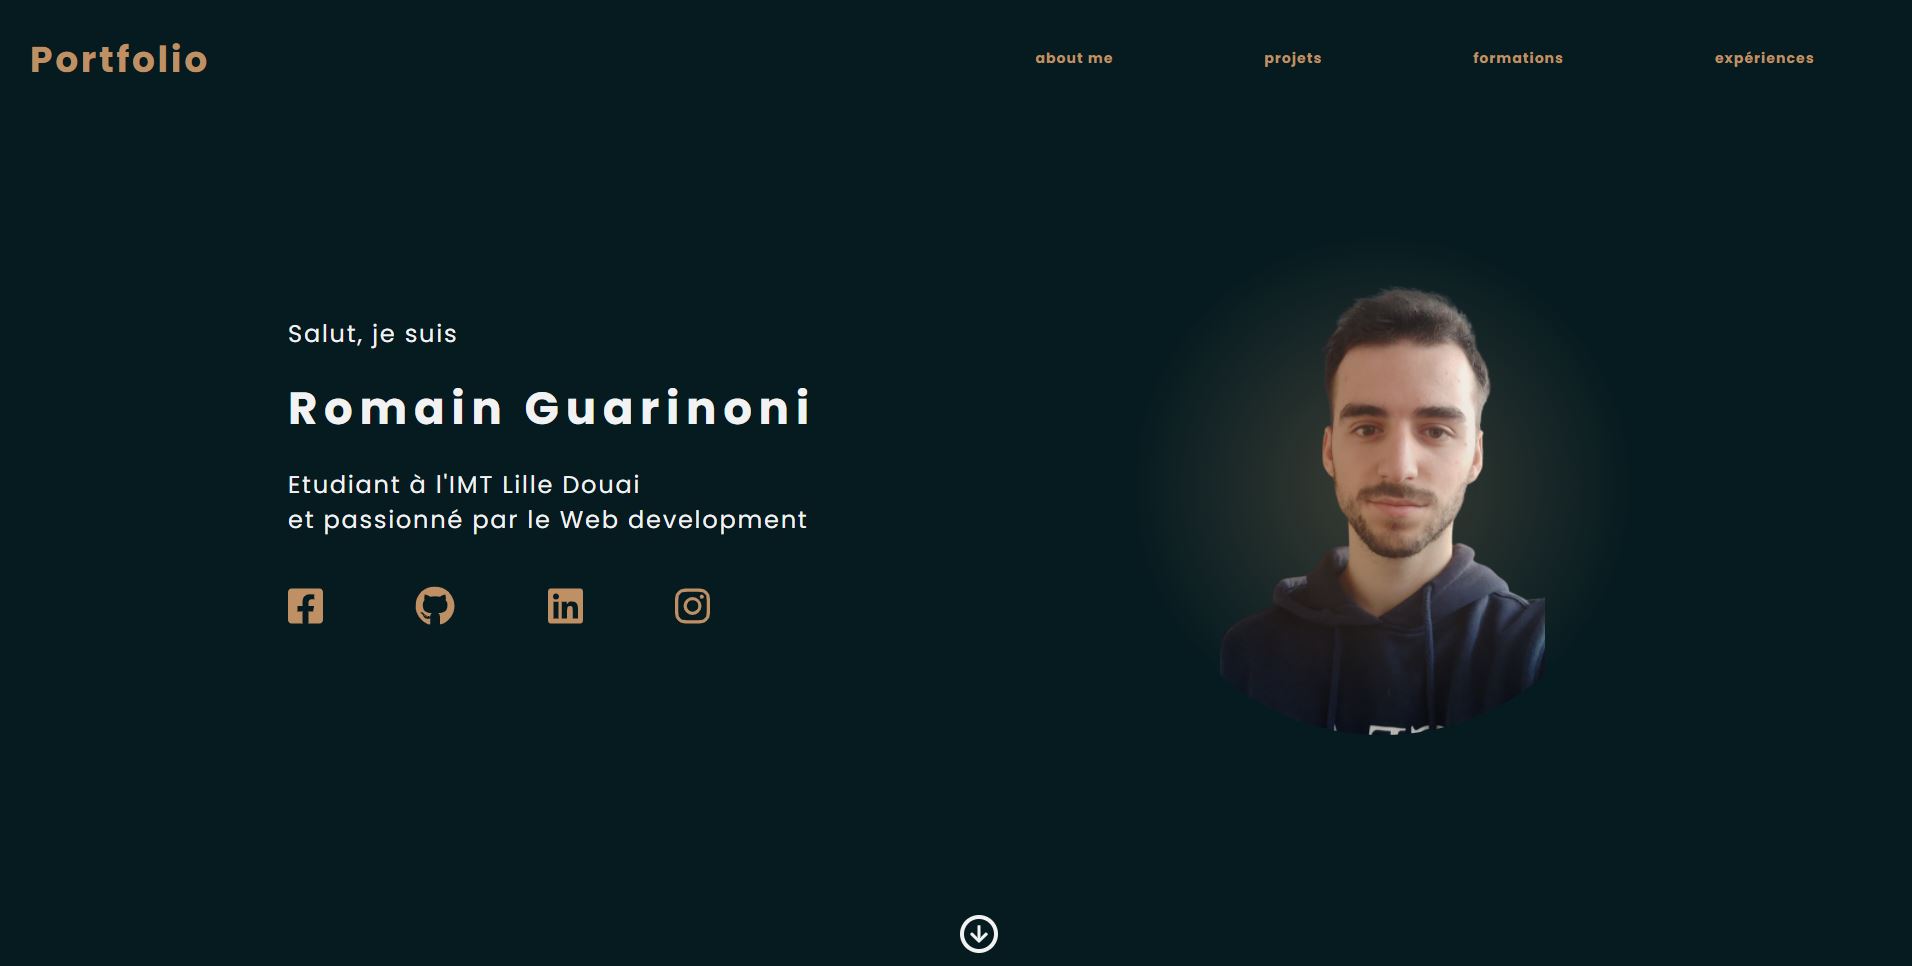 Portfolio
about me
projets
formations
expériences
Salut, je suis
Romain Guarinoni
Etudiant à l'IMT Lille Douai
et passionné par le Web development